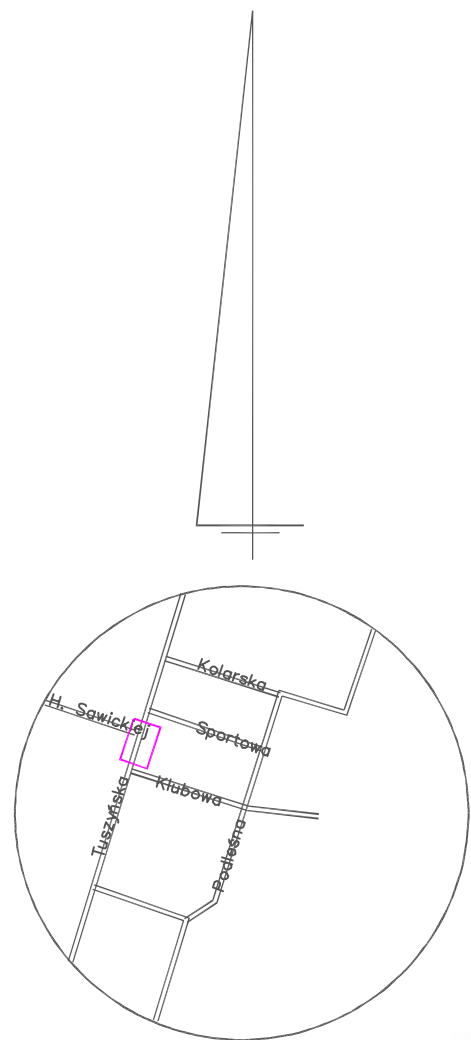 Kolarska
H. Sawickiej
Sportowa
Klubowa
Tuszyńska
Podleśna